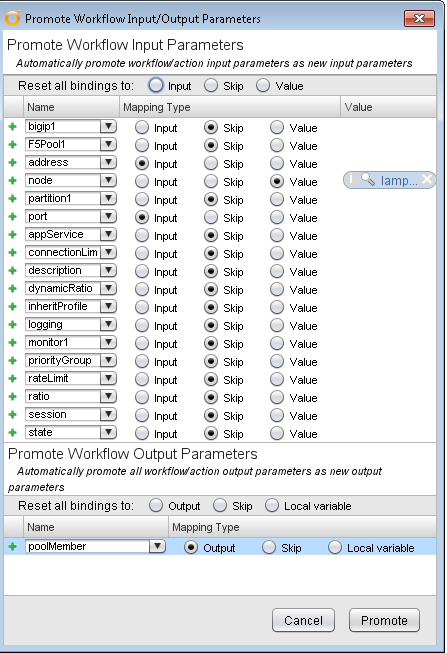 Promote Workflow Input/Output Parameters
Promote Workflow Input Parameters
Automatically promote workflow/action input parameters as new input parameters
Reset all bindings to: Input Skip Value
Name Mapping Type Value
bigip1 Input Skip Value
F5Pool1 Input Skip Value
address Input Skip Value
node Input Skip Value lamp...
partition1 Input Skip Value
port Input Skip Value
appService Input Skip Value
connectionLim Input Skip Value
description Input Skip Value
dynamicRatio Input Skip Value
inheritProfile Input Skip Value
logging Input Skip Value
monitor1 Input Skip Value
priorityGroup Input Skip Value
rateLimit Input Skip Value
ratio Input Skip Value
session Input Skip Value
state Input Skip Value
Promote Workflow Output Parameters
Automatically promote all workflow/action output parameters as new output
parameters
Reset all bindings to: Output Skip Local variable
Name Mapping Type
poolMember Output Skip Local variable
Cancel Promote